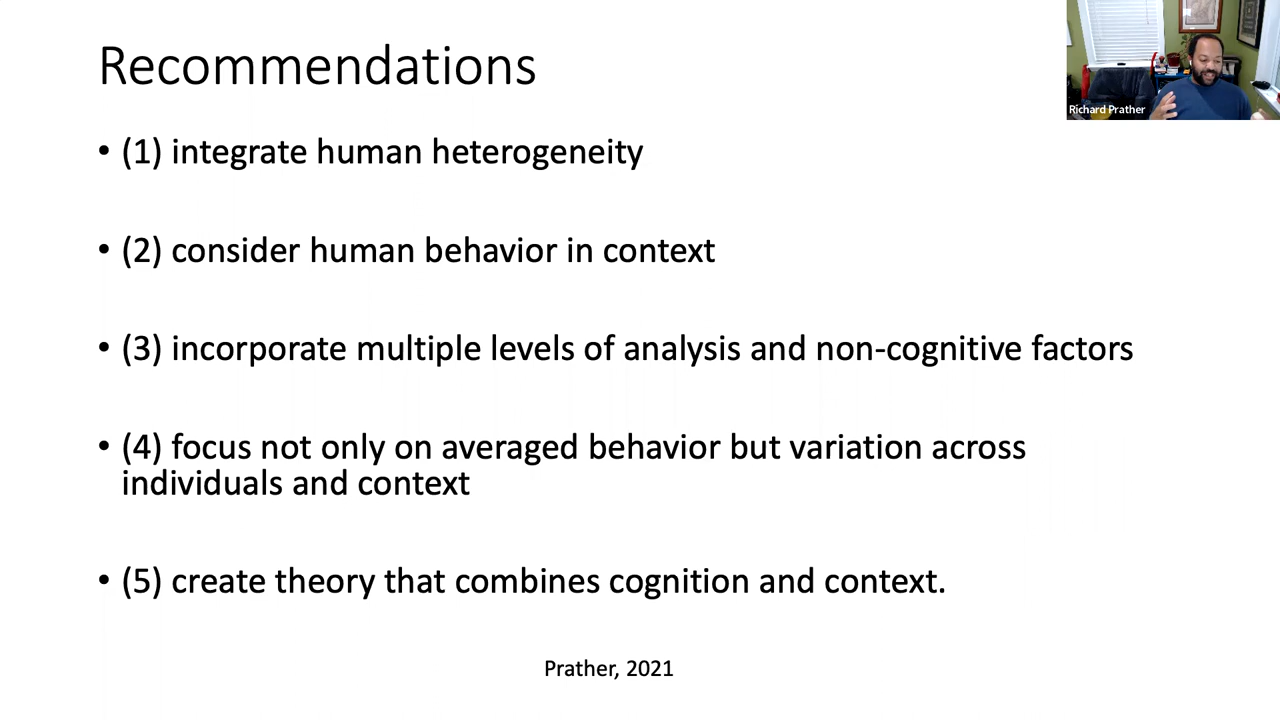 Recommendations
Richard Prather
• (1) integrate human heterogeneity
• (2) consider human behavior in context
• (3) incorporate multiple levels of analysis and non-cognitive factors
• (4) focus not only on averaged behavior but variation across
individuals and context
• (5) create theory that combines cognition and context.
Prather, 2021